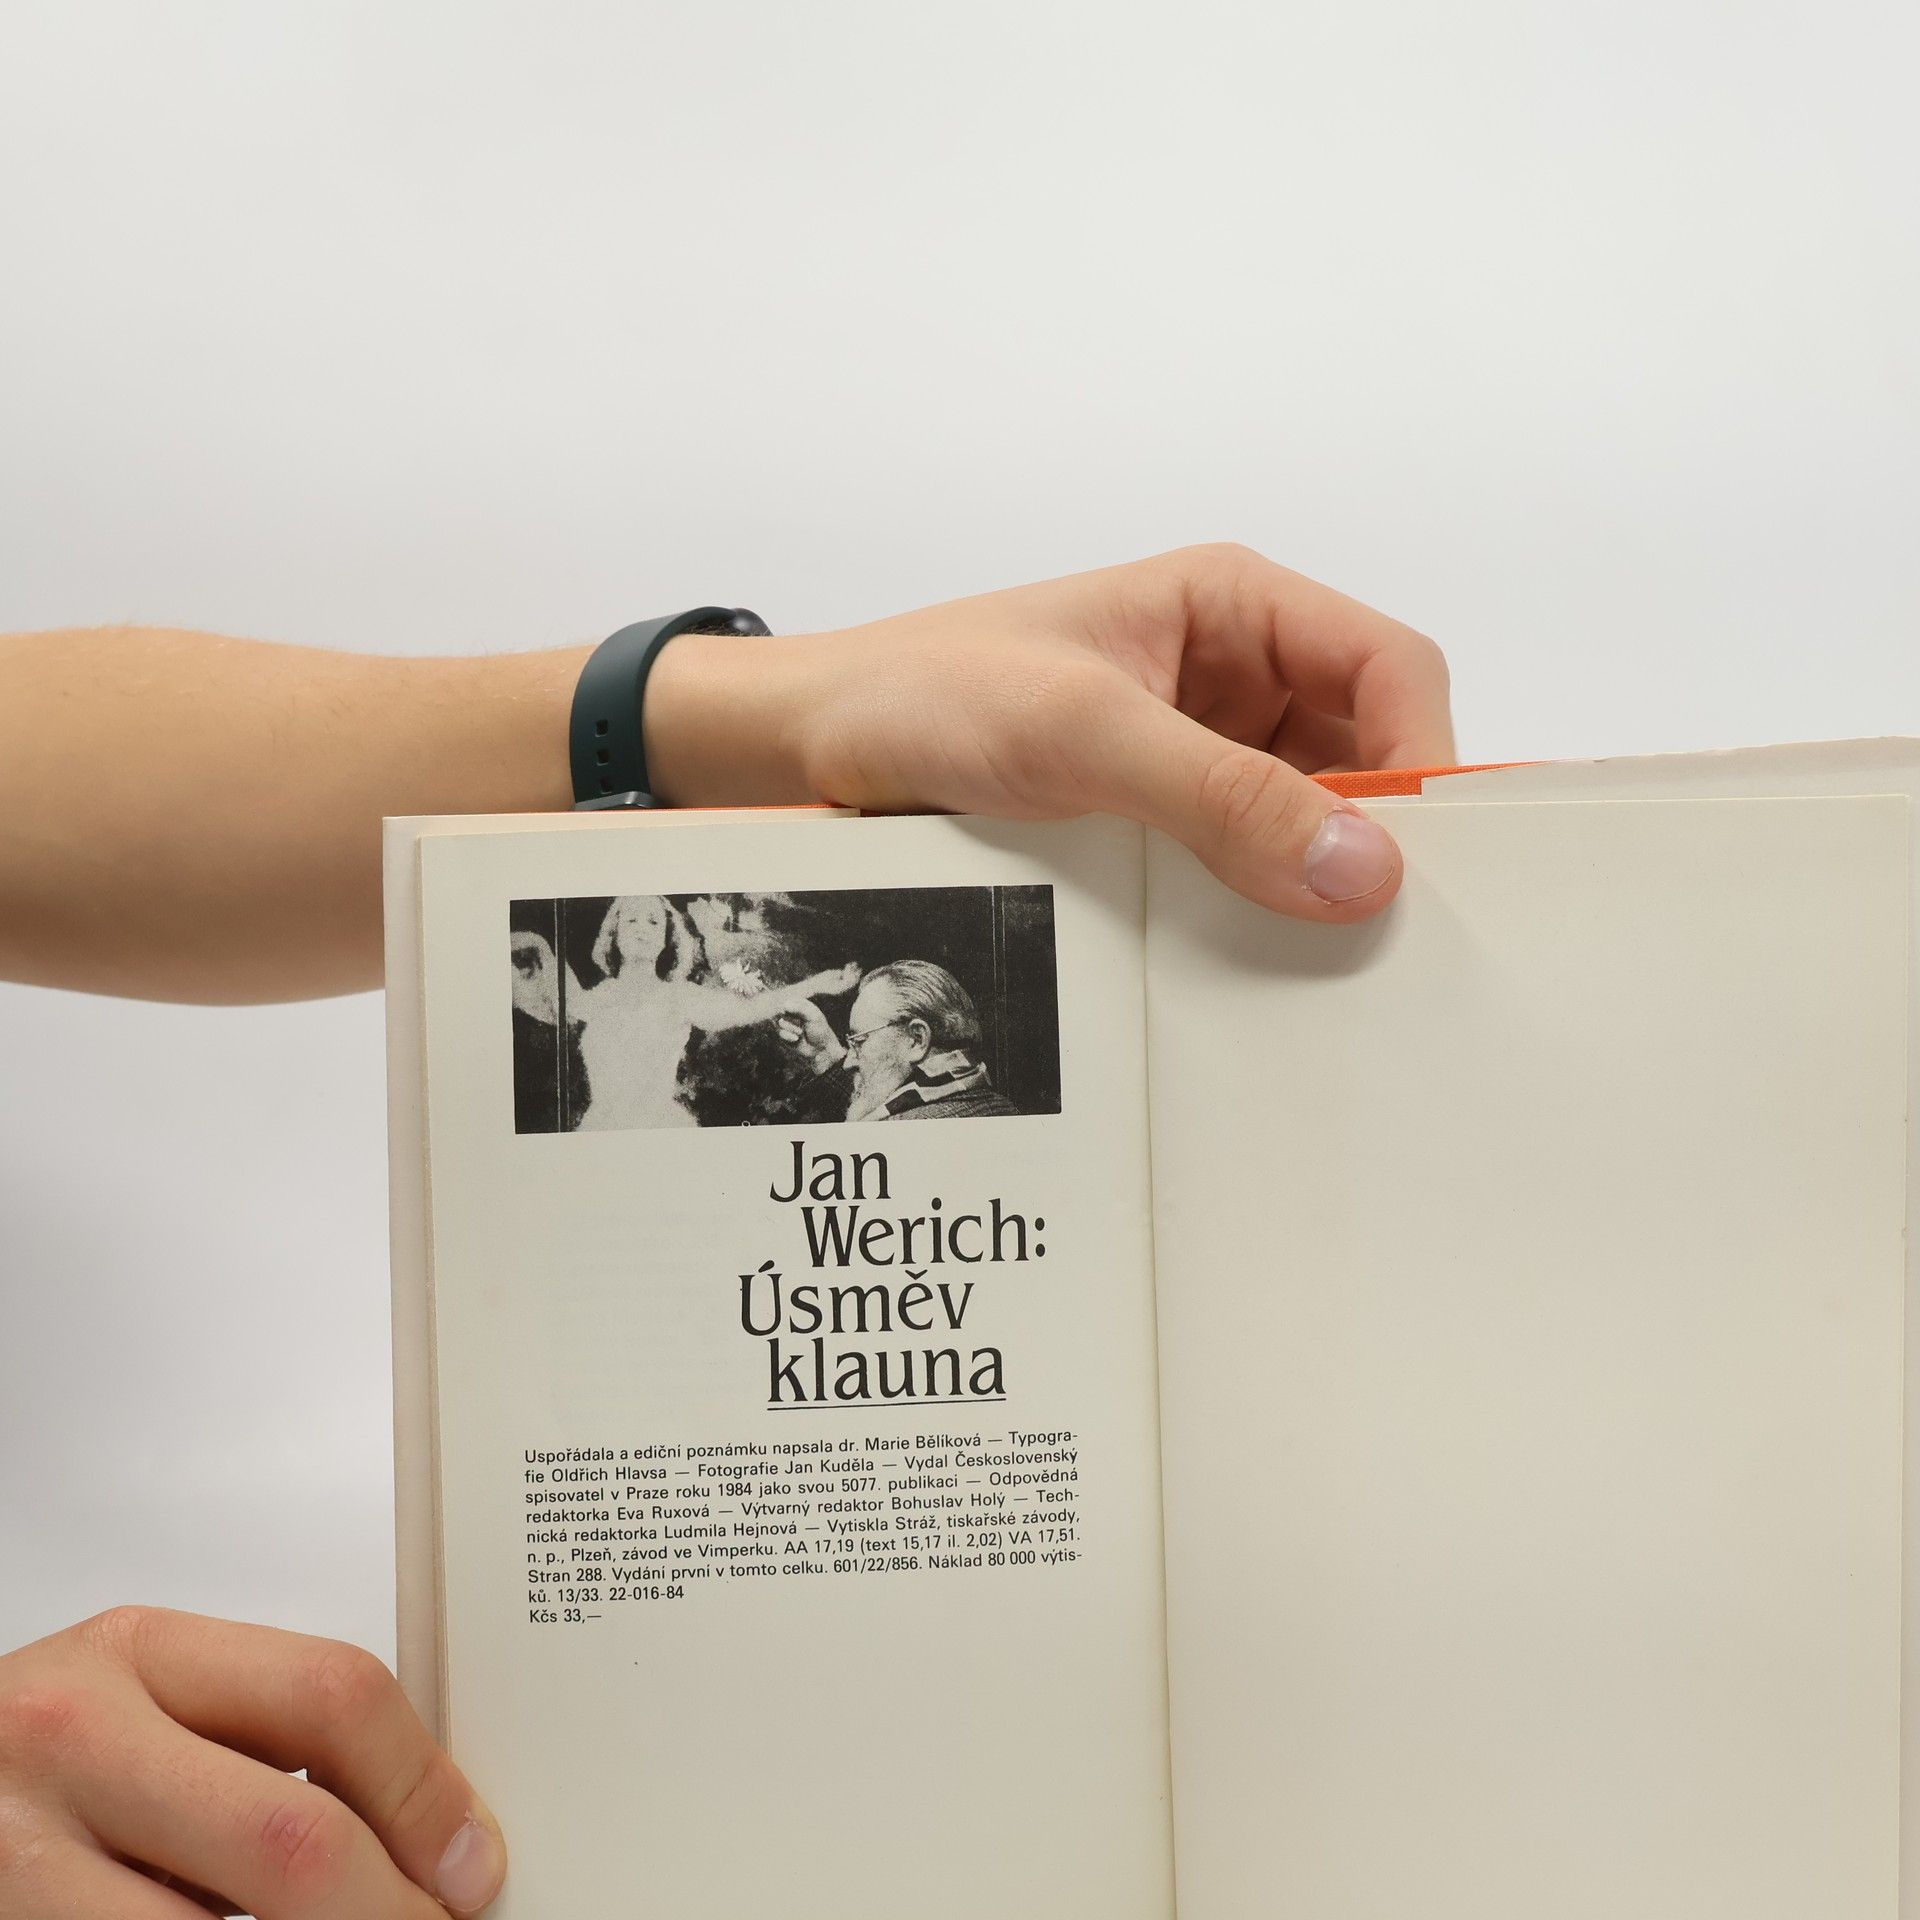 Jan
Werich:
Úsměv
klauna
Uspořádala a ediční poznámku napsala dr. Marie Bělíková — Typogra-
fie Oldřich Hlavsa — Fotografie Jan Kuděla — Vydal Československý
spisovatel v Praze roku 1984 jako svou 5077. publikaci — Odpovědná
redaktorka Eva Ruxová — Výtvarný redaktor Bohuslav Holý — Tech-
nická redaktorka Ludmila Hejnová — Vytiskla Stráž, tiskařské závody,
n. p., Plzeň, závod ve Vimperku. AA 17,19 (text 15,17 il. 2,02) VA 17,51.
Stran 288. Vydání první v tomto celku. 601/22/856. Náklad 80 000 výtis-
ků. 13/33. 22-016-84
Kčs 33,—